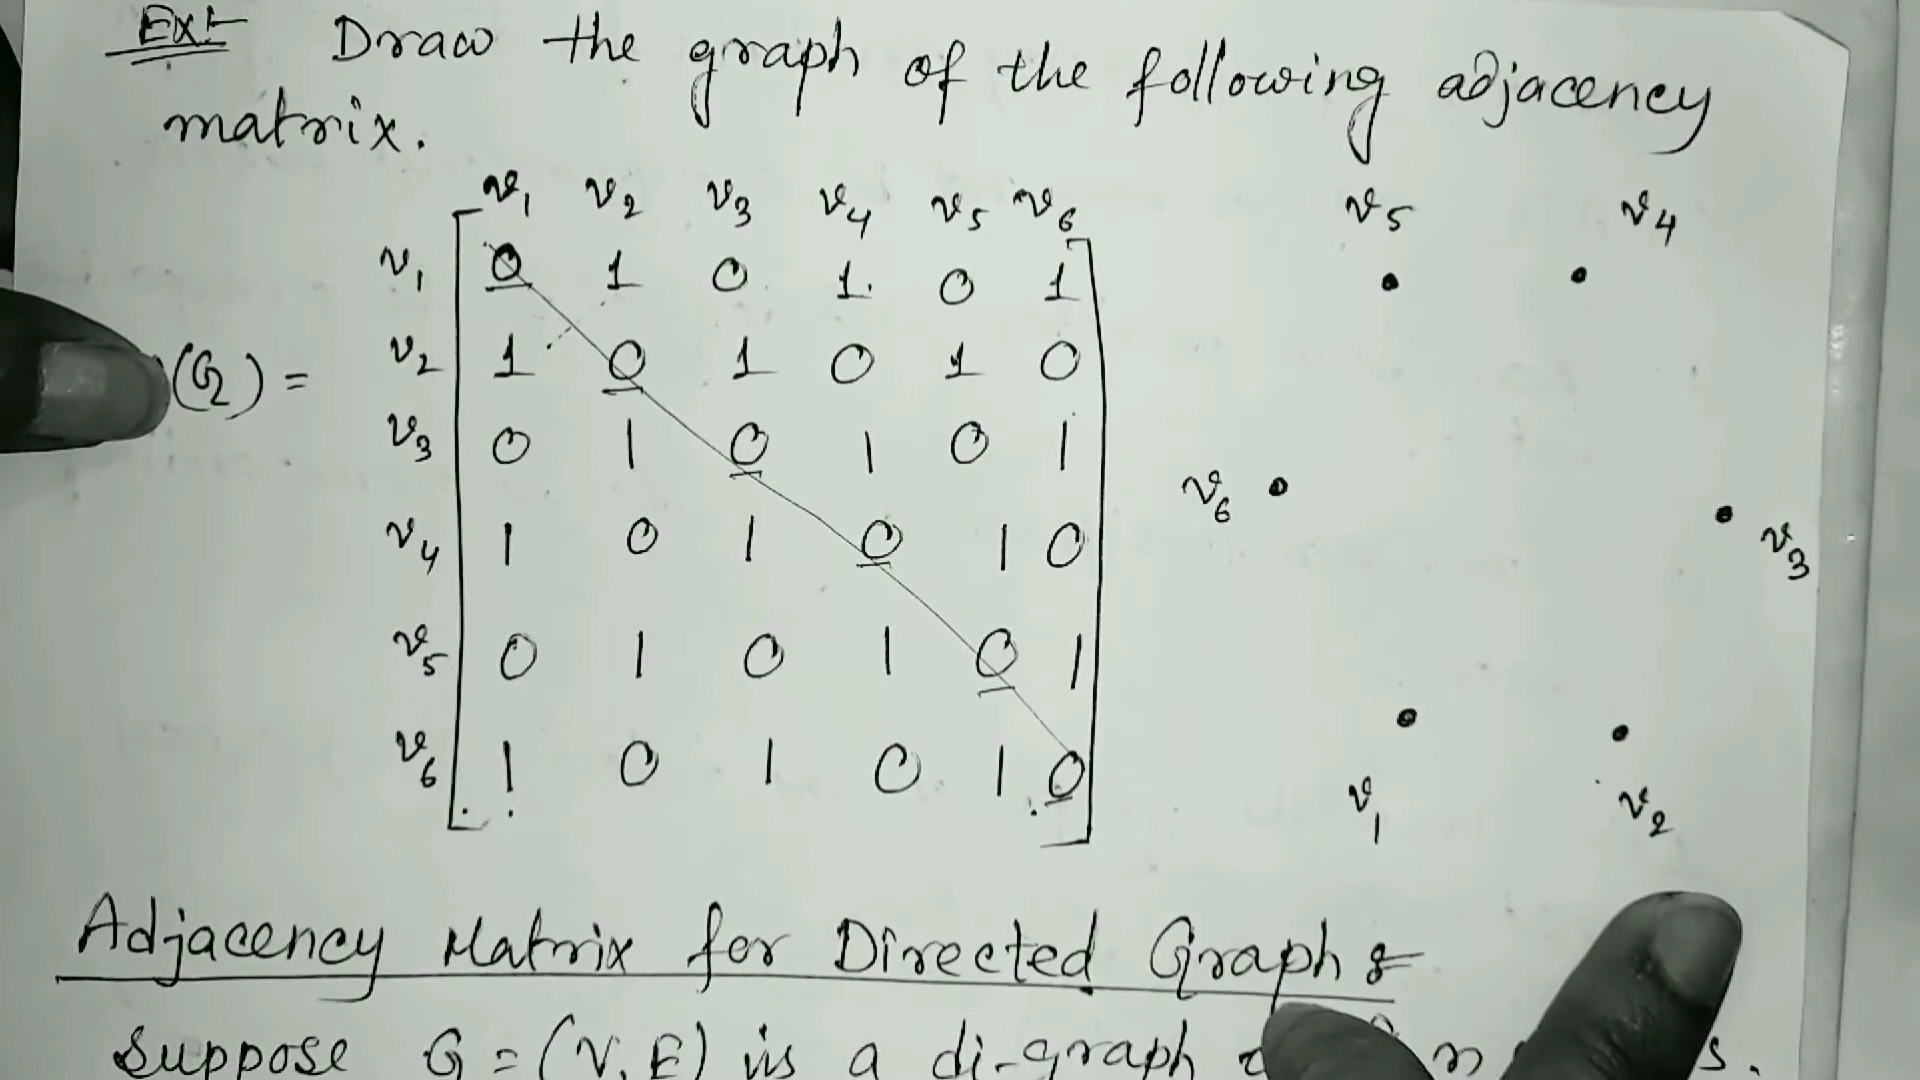 Ex:- Draw the graph of the following adjacency
matrix.
v1 v2 v3 v4 v5 v6
v1 0 1 0 1 0 1
v2 1 0 1 0 1 0
(G) =
v3 0 1 0 1 0 1
v4 1 0 1 0 1 0
v5 0 1 0 1 0 1
v6 1 0 1 0 1 0
v5 v4
v6 v3
v1 v2
Adjacency Matrix for Directed Graph :-
Suppose G = (V, E) is a di-graph n